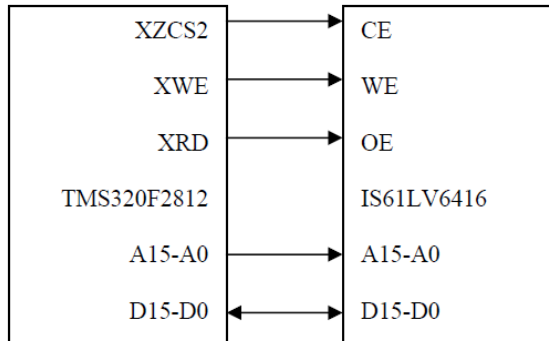 XZCS2 CE
XWE WE
XRD OE
TMS320F2812 IS61LV6416
A15-A0 A15-A0
D15-D0 D15-D0